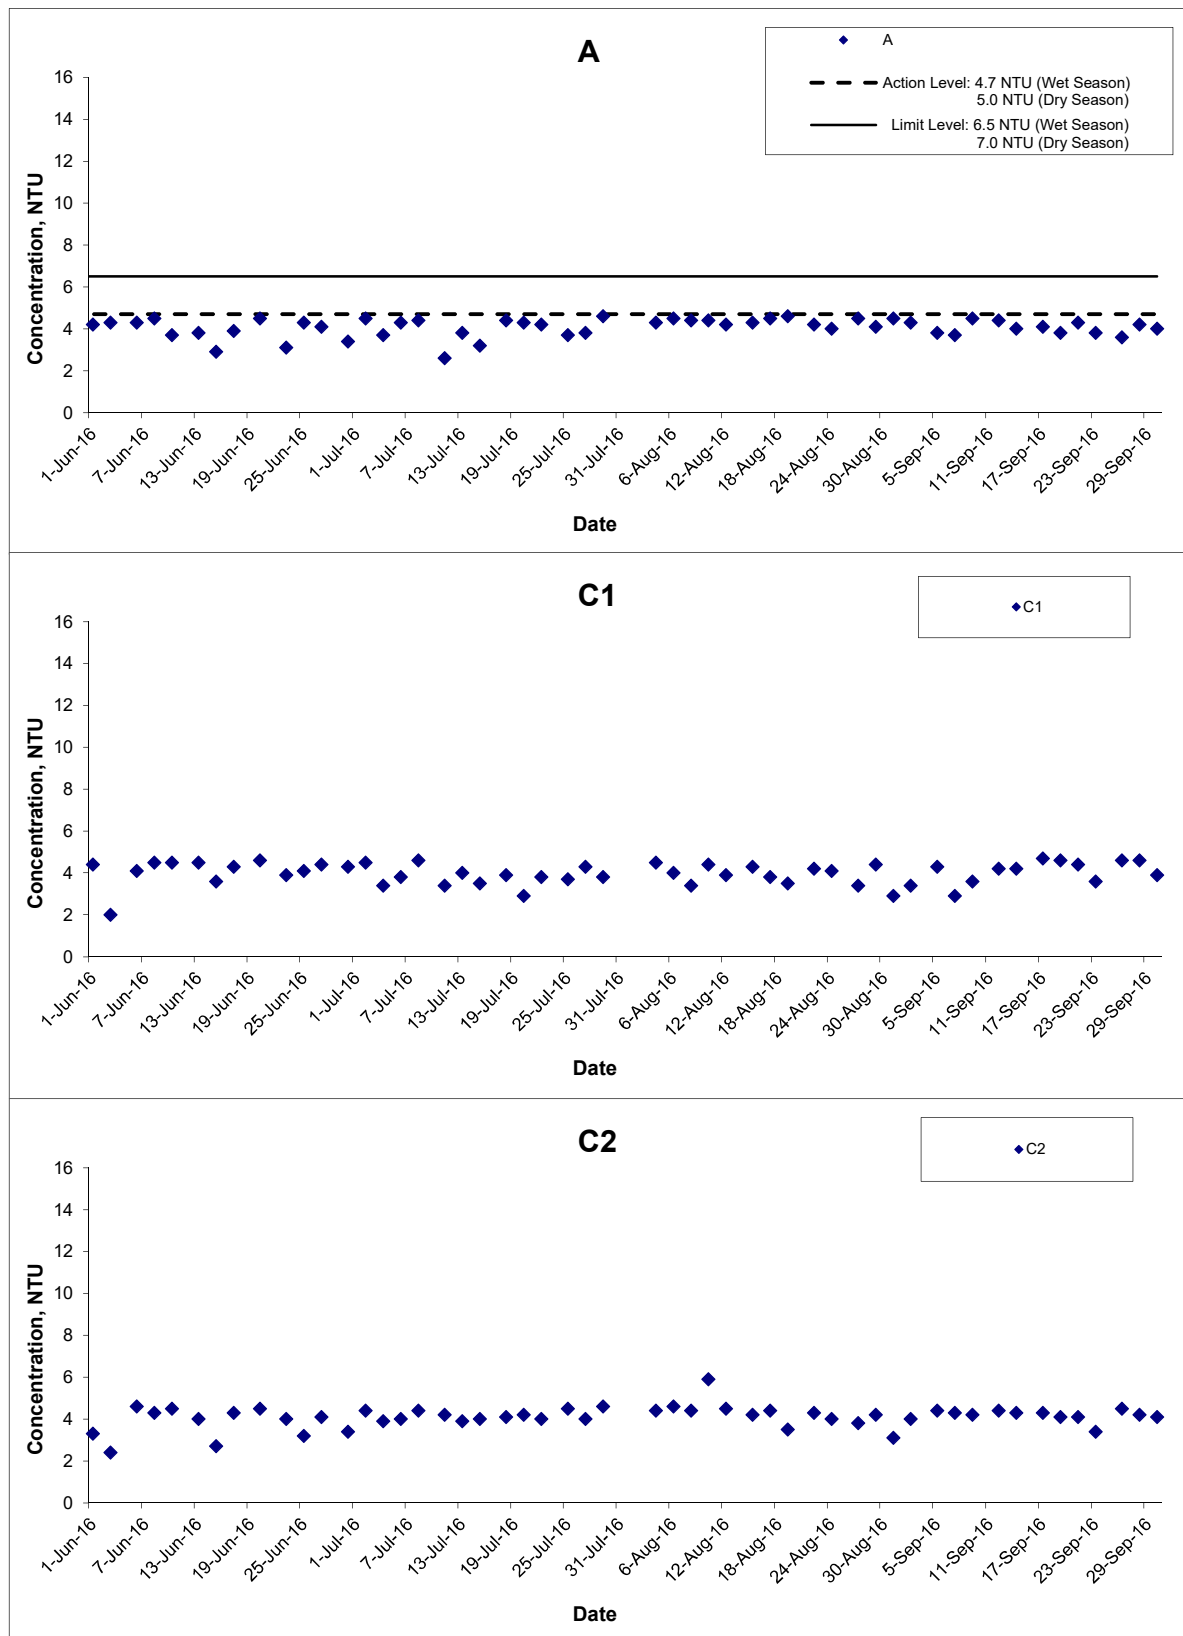 A
A
Action Level: 4.7 NTU (Wet Season)
5.0 NTU (Dry Season)
Limit Level: 6.5 NTU (Wet Season)
7.0 NTU (Dry Season)
Concentration, NTU
16
14
12
10
8
6
4
2
0
1-Jun-16
7-Jun-16
13-Jun-16
19-Jun-16
25-Jun-16
1-Jul-16
7-Jul-16
13-Jul-16
19-Jul-16
25-Jul-16
31-Jul-16
6-Aug-16
12-Aug-16
18-Aug-16
24-Aug-16
30-Aug-16
5-Sep-16
11-Sep-16
17-Sep-16
23-Sep-16
29-Sep-16
Date
C1
C1
Concentration, NTU
16
14
12
10
8
6
4
2
0
1-Jun-16
7-Jun-16
13-Jun-16
19-Jun-16
25-Jun-16
1-Jul-16
7-Jul-16
13-Jul-16
19-Jul-16
25-Jul-16
31-Jul-16
6-Aug-16
12-Aug-16
18-Aug-16
24-Aug-16
30-Aug-16
5-Sep-16
11-Sep-16
17-Sep-16
23-Sep-16
29-Sep-16
Date
C2
C2
Concentration, NTU
16
14
12
10
8
6
4
2
0
1-Jun-16
7-Jun-16
13-Jun-16
19-Jun-16
25-Jun-16
1-Jul-16
7-Jul-16
13-Jul-16
19-Jul-16
25-Jul-16
31-Jul-16
6-Aug-16
12-Aug-16
18-Aug-16
24-Aug-16
30-Aug-16
5-Sep-16
11-Sep-16
17-Sep-16
23-Sep-16
29-Sep-16
Date